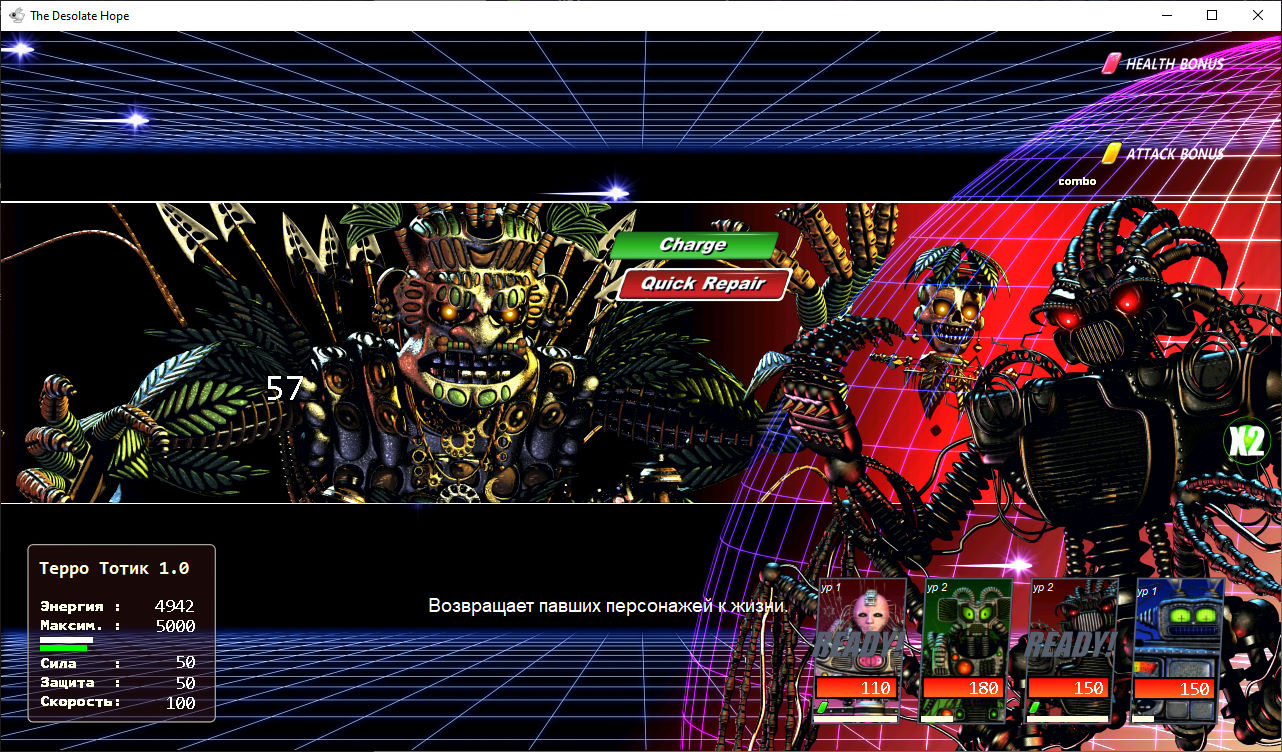 The Desolate Hope
HEALTH BONUS
ATTACK BONUS
combo
Charge
Quick Repair
57
X2
Терро Тотик 1.0
Энергия : 4942
Максим. : 5000
Сила : 50
Защита : 50
Скорость: 100
Возвращает павших персонажей к жизни.
ур 1
ур 2
ур 2
ур 1
READY!
READY!
110
180
150
150